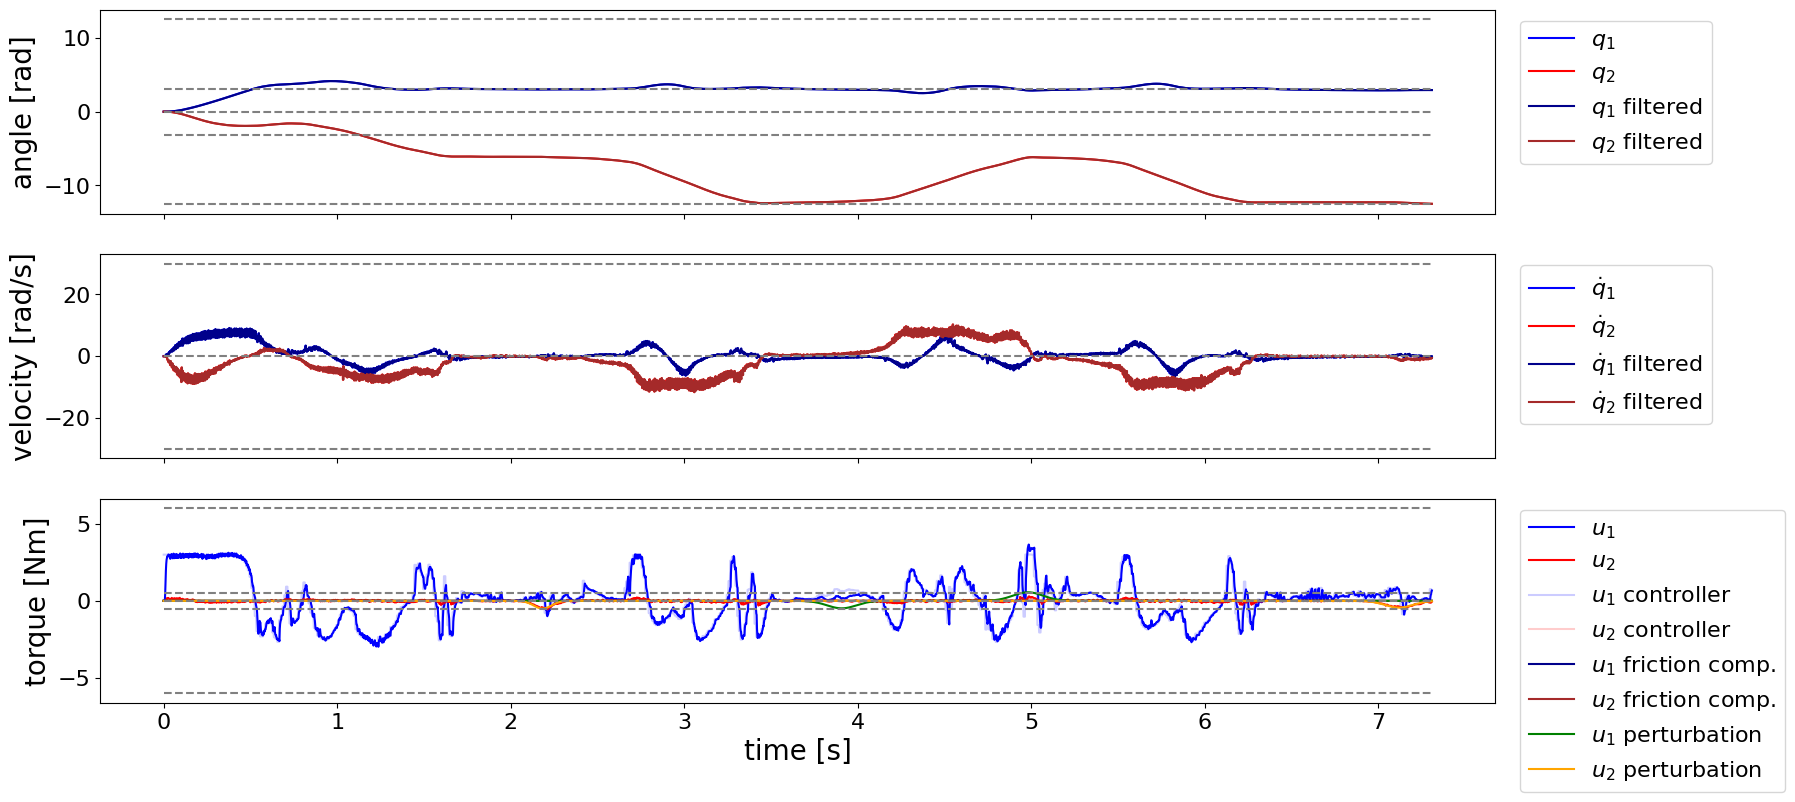 angle [rad]
10
0
−10
q₁
q₂
q₁ filtered
q₂ filtered
velocity [rad/s]
20
0
−20
q̇₁
q̇₂
q̇₁ filtered
q̇₂ filtered
torque [Nm]
5
0
−5
0 1 2 3 4 5 6 7
time [s]
u₁
u₂
u₁ controller
u₂ controller
u₁ friction comp.
u₂ friction comp.
u₁ perturbation
u₂ perturbation